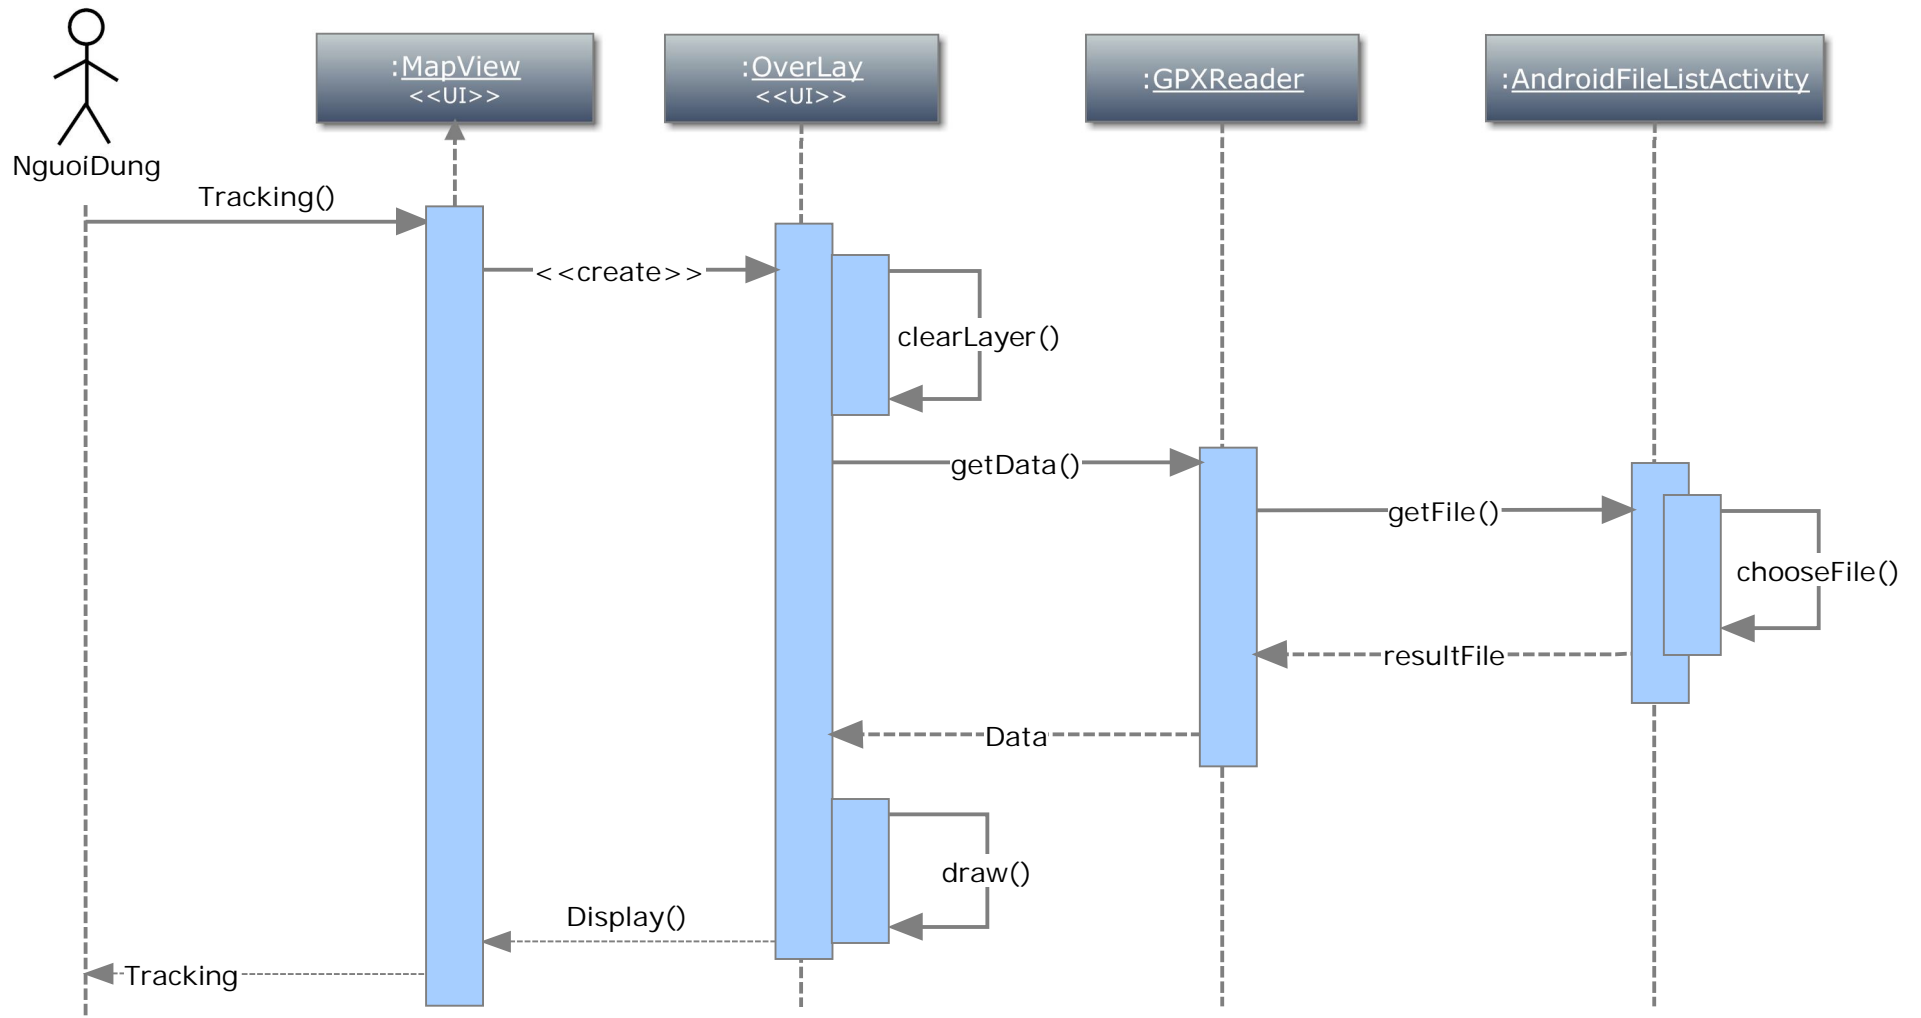 :MapView
<<UI>>
:OverLay
<<UI>>
:GPXReader
:AndroidFileListActivity
NguoiDung
Tracking()
<<create>>
clearLayer()
getData()
getFile()
chooseFile()
resultFile
Data
draw()
Display()
Tracking